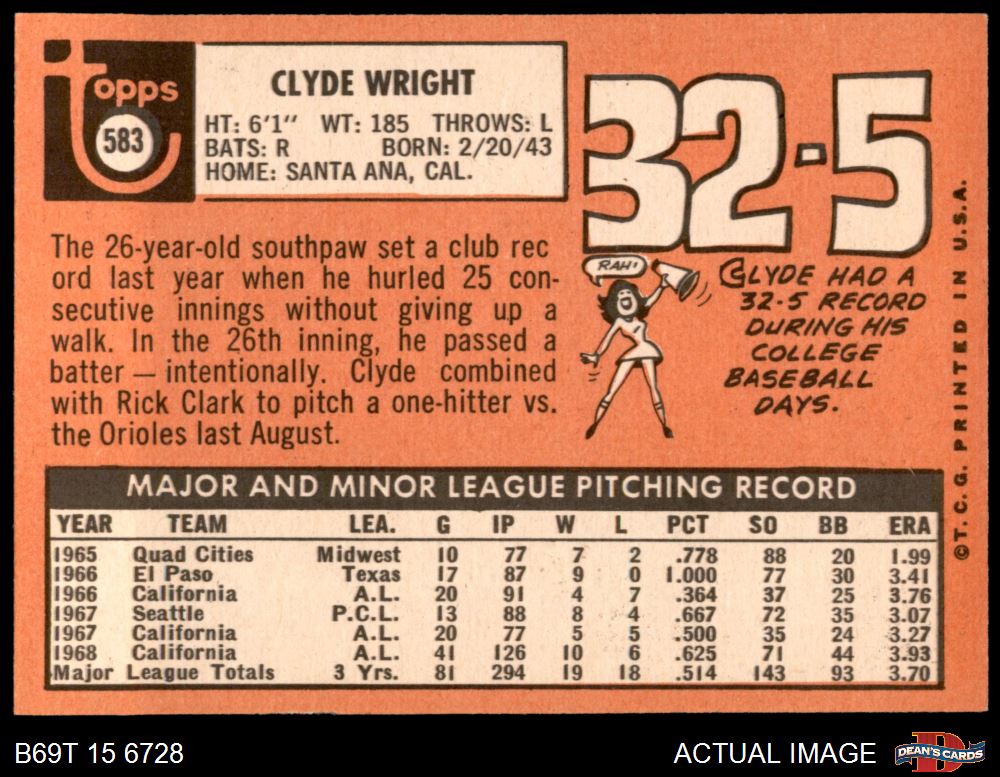 topps
583
CLYDE WRIGHT
HT: 6'1" WT: 185 THROWS: L
BATS: R BORN: 2/20/43
HOME: SANTA ANA, CAL.
The 26-year-old southpaw set a club rec
ord last year when he hurled 25 con-
secutive innings without giving up a
walk. In the 26th inning, he passed a
batter — intentionally. Clyde combined
with Rick Clark to pitch a one-hitter vs.
the Orioles last August.
32-5
RAH!
CLYDE HAD A
32-5 RECORD
DURING HIS
COLLEGE
BASEBALL
DAYS.
©T.C.G. PRINTED IN U.S.A.
MAJOR AND MINOR LEAGUE PITCHING RECORD
YEAR TEAM LEA. G IP W L PCT SO BB ERA
1965 Quad Cities Midwest 10 77 7 2 .778 88 20 1.99
1966 El Paso Texas 17 87 9 0 1.000 77 30 3.41
1966 California A.L. 20 91 4 7 .364 37 25 3.76
1967 Seattle P.C.L. 13 88 8 4 .667 72 35 3.07
1967 California A.L. 20 77 5 5 .500 35 24 3.27
1968 California A.L. 41 126 10 6 .625 71 44 3.93
Major League Totals 3 Yrs. 81 294 19 18 .514 143 93 3.70
B69T 15 6728
ACTUAL IMAGE
DEAN'S CARDS